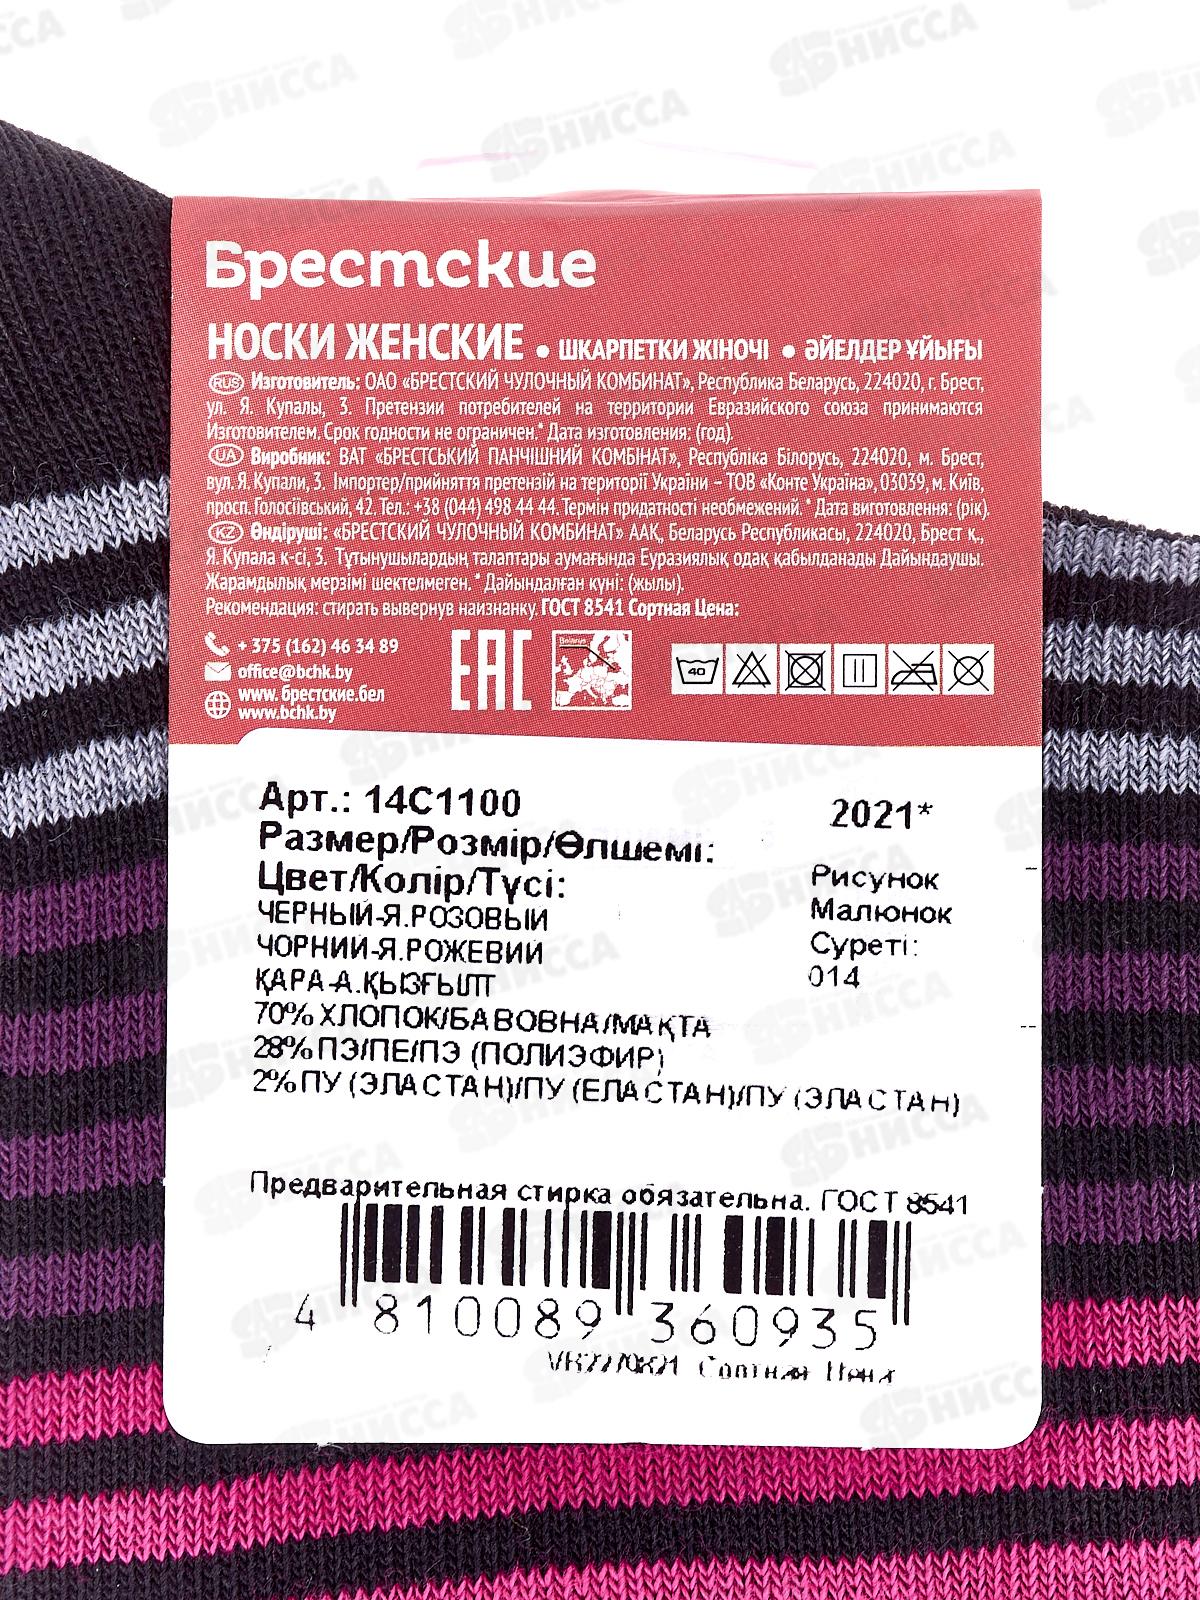 Брестские
НОСКИ ЖЕНСКИЕ • ШКАРПЕТКИ ЖІНОЧІ • ӘЙЕЛДЕР ҰЙЫҒЫ
RUS Изготовитель: ОАО «БРЕСТСКИЙ ЧУЛОЧНЫЙ КОМБИНАТ», Республика Беларусь, 224020, г. Брест,
ул. Я. Купалы, 3. Претензии потребителей на территории Евразийского союза принимаются
Изготовителем. Срок годности не ограничен.* Дата изготовления: (год).
UA Виробник: ВАТ «БРЕСТСЬКИЙ ПАНЧІШНИЙ КОМБІНАТ», Республіка Білорусь, 224020, м. Брест,
вул. Я. Купали, 3. Імпортер/прийняття претензій на території України – ТОВ «Конте Україна», 03039, м. Київ,
просп. Голосіївський, 42. Тел.: +38 (044) 498 44 44. Термін придатності необмежений. * Дата виготовлення: (рік).
KZ Өндіруші: «БРЕСТСКИЙ ЧУЛОЧНЫЙ КОМБИНАТ» ААҚ, Беларусь Республикасы, 224020, Брест қ.,
Я. Купала к-сі, 3. Тұтынушылардың талаптары аумағында Еуразиялық одақ қабылданады Дайындаушы.
Жарамдылық мерзімі шектелмеген. * Дайындалған күні: (жылы).
Рекомендация: стирать вывернув наизнанку. ГОСТ 8541 Сортная Цена:
+ 375 (162) 46 34 89
office@bchk.by
www. брестские.бел
www.bchk.by
EAC
Belarus
40
Арт.: 14С1100
2021*
Размер/Розмір/Өлшемі:
Цвет/Колір/Түсі:
ЧЕРНЫЙ-Я.РОЗОВЫЙ
ЧОРНИЙ-Я.РОЖЕВИЙ
ҚАРА-А.ҚЫЗҒЫЛТ
Рисунок
Малюнок
Суреті:
014
70% ХЛОПОК/БАВОВНА/МАҚТА
28% ПЭ/ПЕ/ПЭ (ПОЛИЭФИР)
2% ПУ (ЭЛАСТАН)/ПУ (ЕЛАСТАН)/ПУ (ЭЛАСТАН)
Предварительная стирка обязательна. ГОСТ 8541
4 810089 360935
Сортная Цена
НИССА